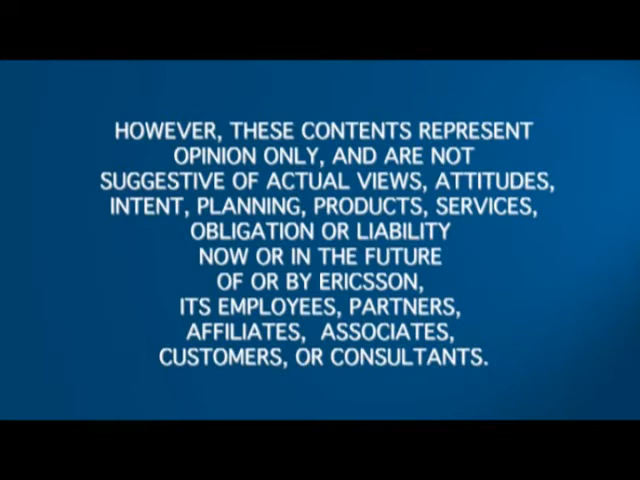 HOWEVER, THESE CONTENTS REPRESENT
OPINION ONLY, AND ARE NOT
SUGGESTIVE OF ACTUAL VIEWS, ATTITUDES,
INTENT, PLANNING, PRODUCTS, SERVICES,
OBLIGATION OR LIABILITY
NOW OR IN THE FUTURE
OF OR BY ERICSSON,
ITS EMPLOYEES, PARTNERS,
AFFILIATES,  ASSOCIATES,
CUSTOMERS, OR CONSULTANTS.